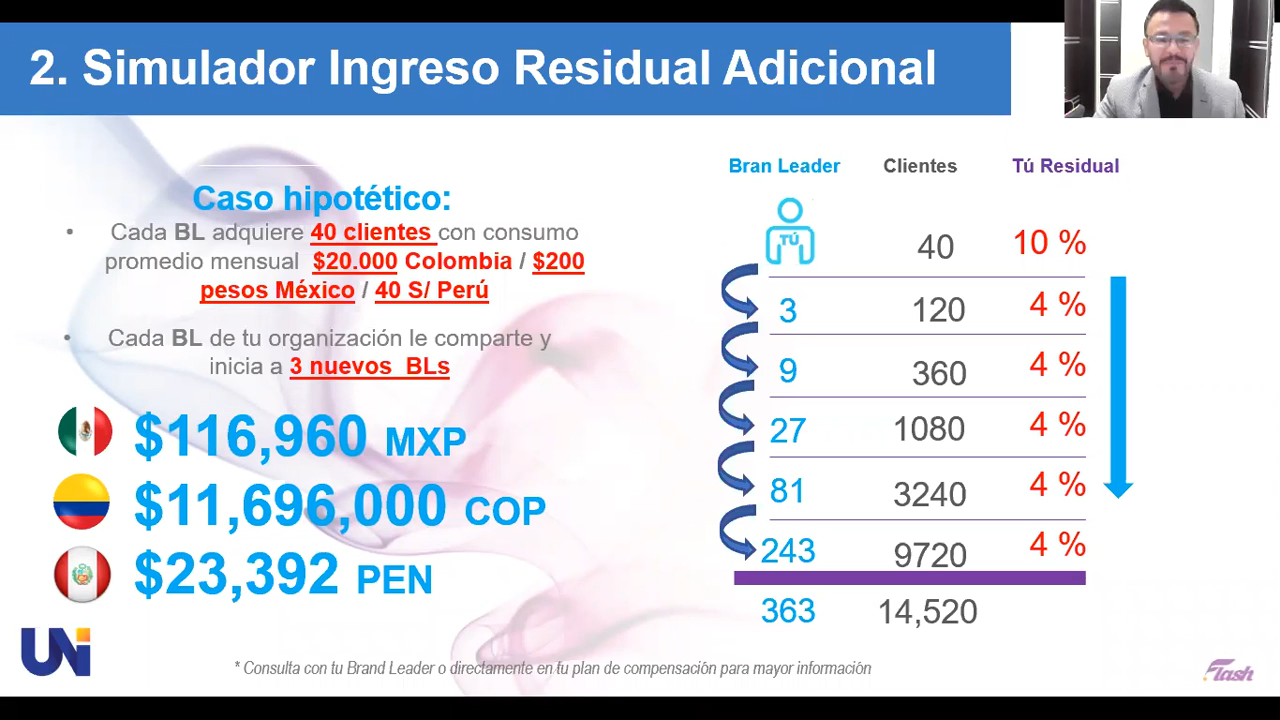 2. Simulador Ingreso Residual Adicional
Caso hipotético:
• Cada BL adquiere 40 clientes con consumo
promedio mensual $20.000 Colombia / $200
pesos México / 40 S/ Perú
• Cada BL de tu organización le comparte y
inicia a 3 nuevos BLs
$116,960 MXP
$11,696,000 COP
$23,392 PEN
Bran Leader Clientes Tú Residual
TÚ 40 10 %
3 120 4 %
9 360 4 %
27 1080 4 %
81 3240 4 %
243 9720 4 %
363 14,520
* Consulta con tu Brand Leader o directamente en tu plan de compensación para mayor información
UNi
Flash